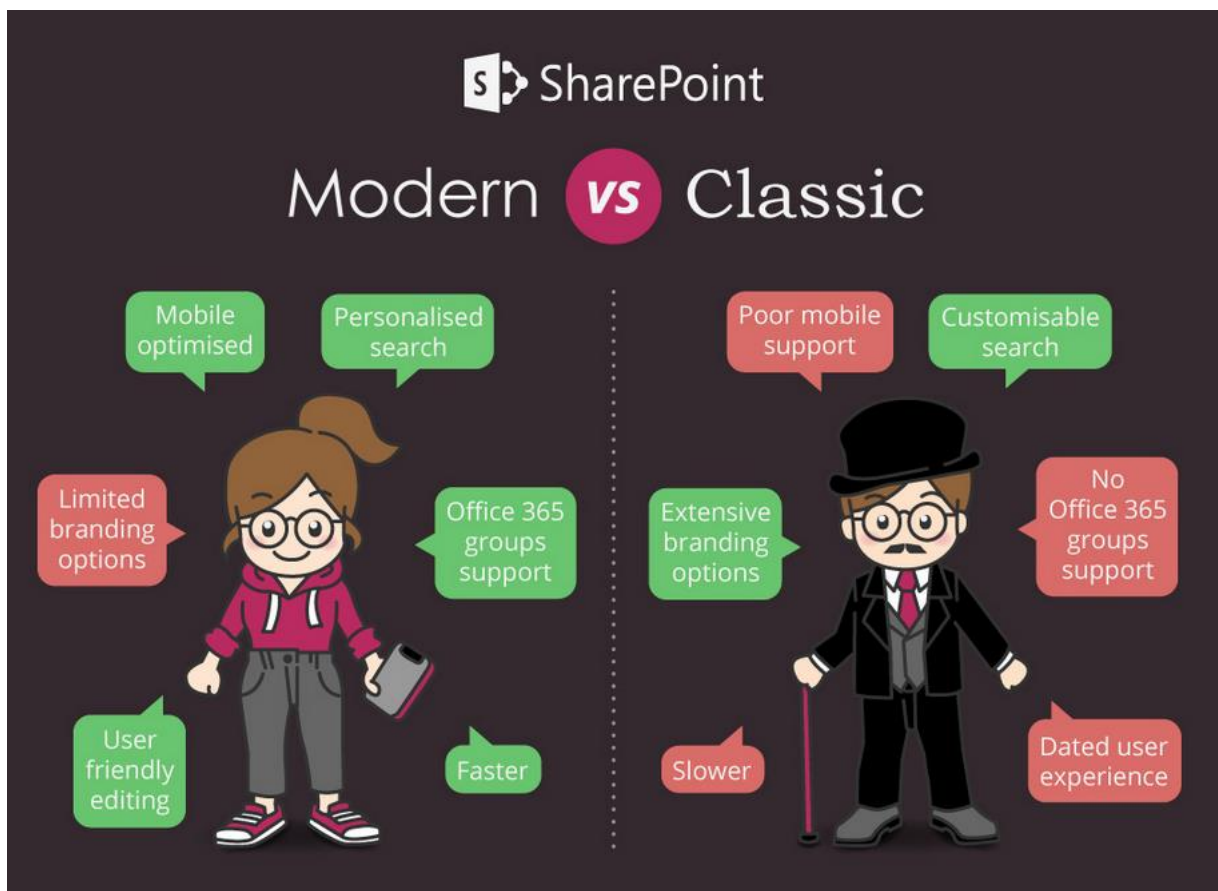 S SharePoint
Modern vs Classic
Mobile
optimised
Personalised
search
Limited
branding
options
Office 365
groups
support
User
friendly
editing
Faster
Poor mobile
support
Customisable
search
Extensive
branding
options
No
Office 365
groups
support
Slower
Dated user
experience